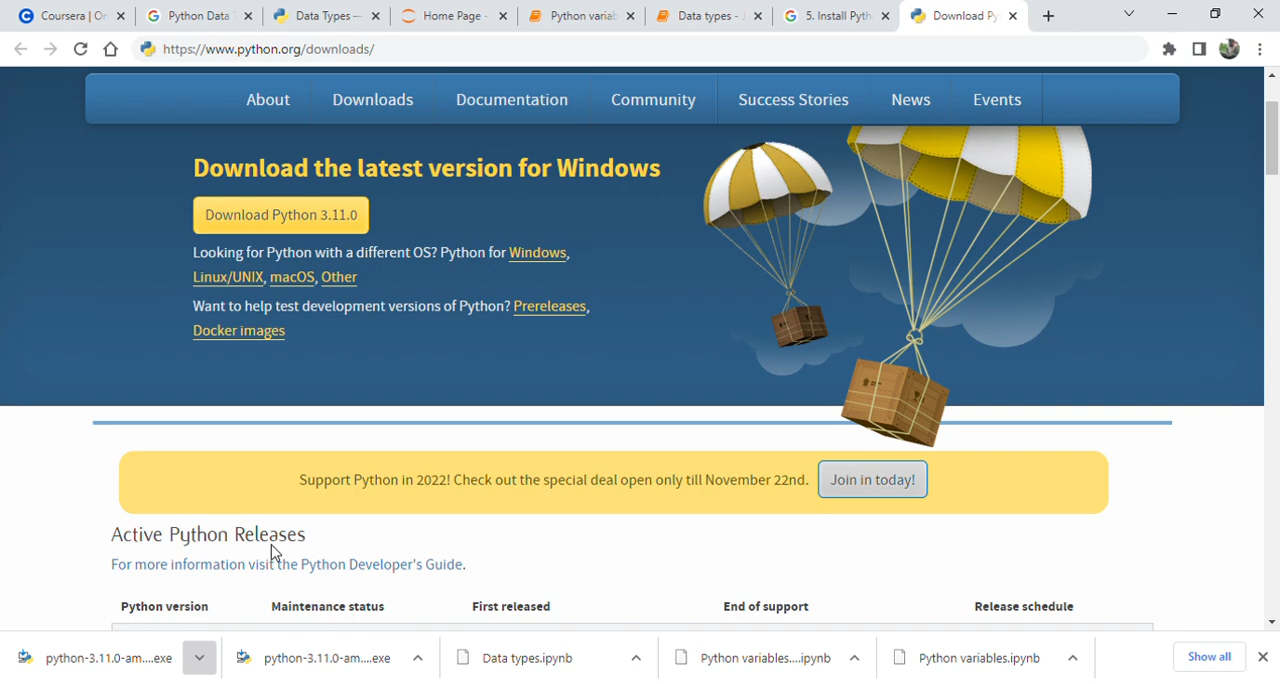 Coursera | On
Python Data T
Data Types —
Home Page -
Python variab
Data types - J
5. Install Pyth
Download Py
https://www.python.org/downloads/
About
Downloads
Documentation
Community
Success Stories
News
Events
Download the latest version for Windows
Download Python 3.11.0
Looking for Python with a different OS? Python for Windows,
Linux/UNIX, macOS, Other
Want to help test development versions of Python? Prereleases,
Docker images
Support Python in 2022! Check out the special deal open only till November 22nd.
Join in today!
Active Python Releases
For more information visit the Python Developer's Guide.
Python version
Maintenance status
First released
End of support
Release schedule
python-3.11.0-am....exe
python-3.11.0-am....exe
Data types.ipynb
Python variables....ipynb
Python variables.ipynb
Show all